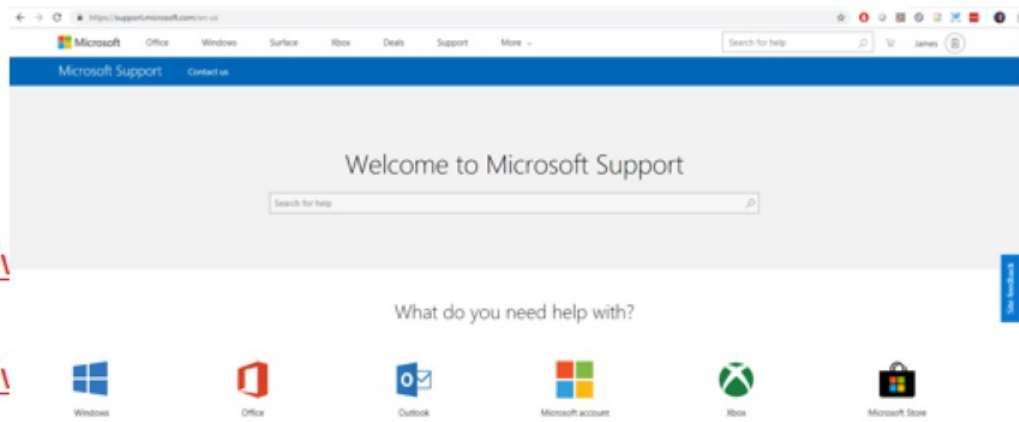 https://support.microsoft.com/en-us
Microsoft Office Windows Surface Xbox Deals Support More Search for help James
Microsoft Support Contact us
Welcome to Microsoft Support
Search for help
Site feedback
What do you need help with?
Windows Office Outlook Microsoft account Xbox Microsoft Store